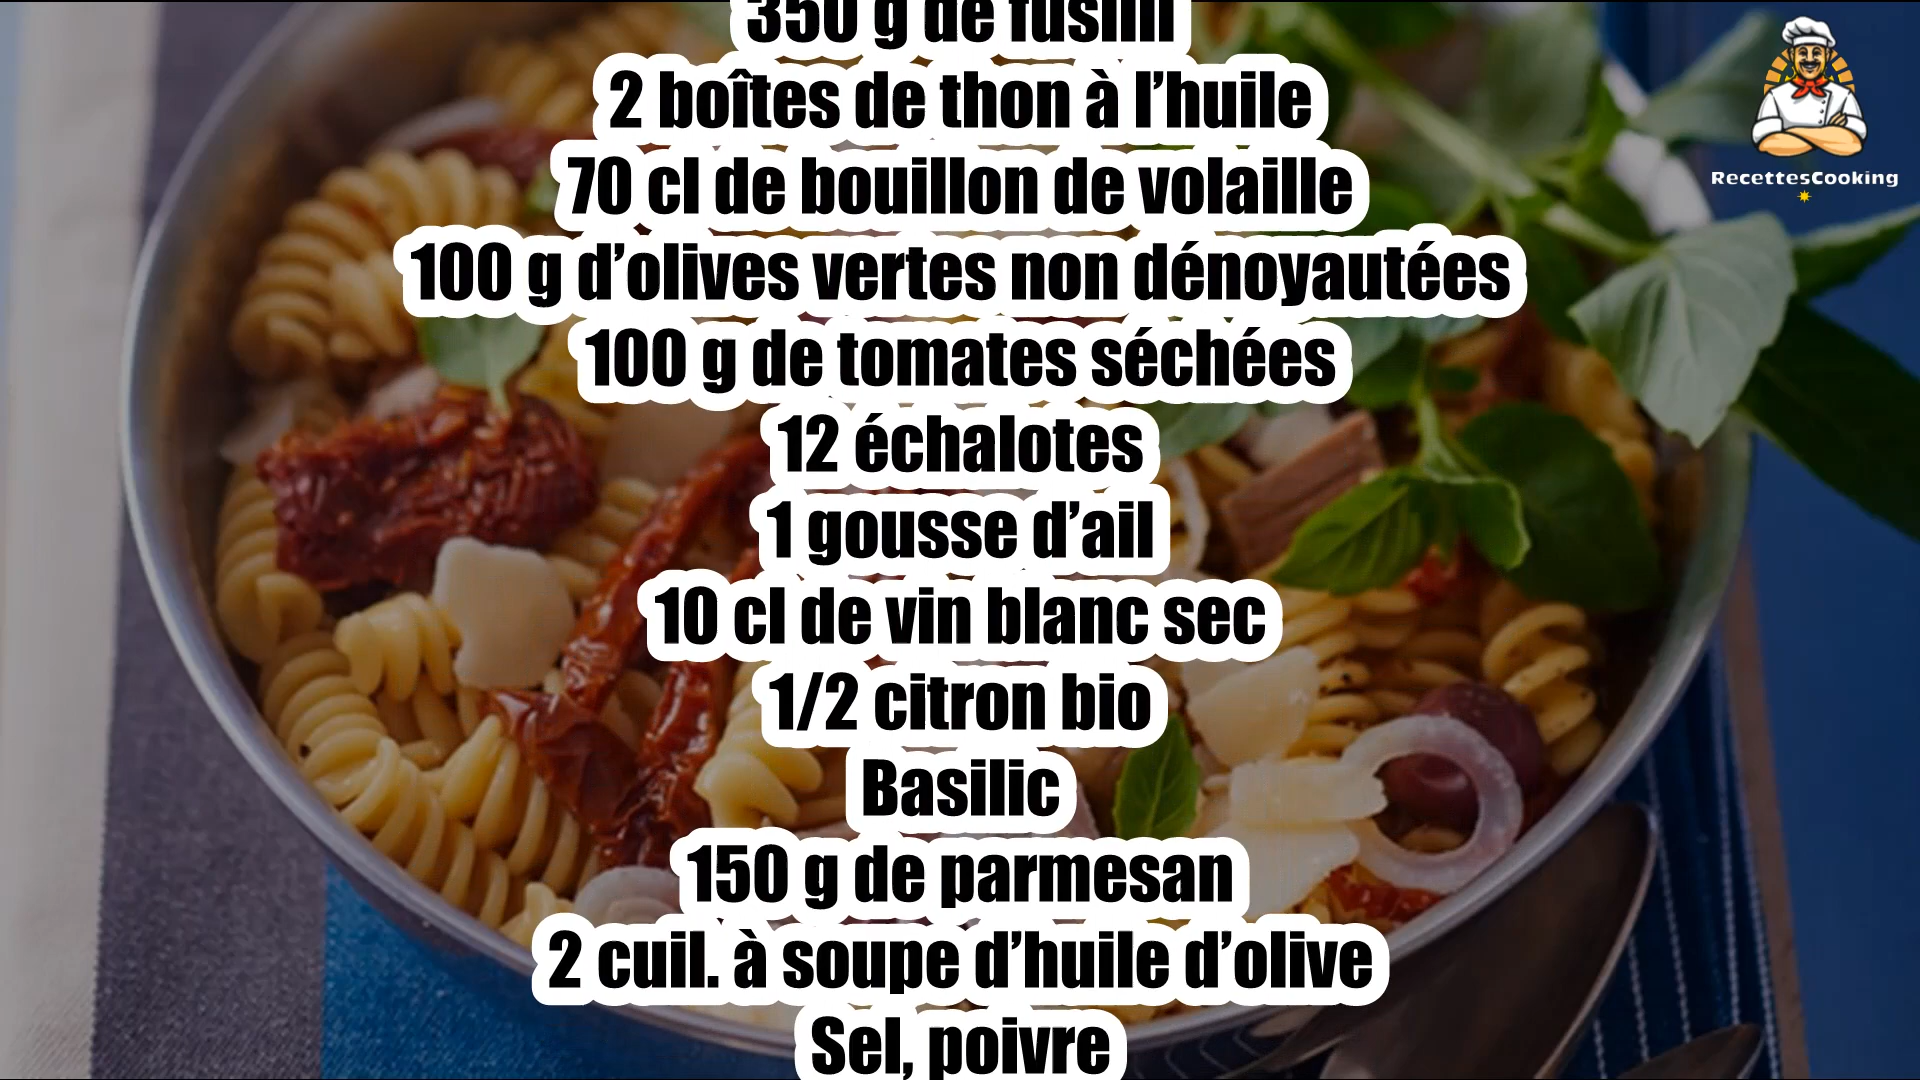 350 g de fusilli
2 boîtes de thon à l’huile
70 cl de bouillon de volaille
100 g d’olives vertes non dénoyautées
100 g de tomates séchées
12 échalotes
1 gousse d’ail
10 cl de vin blanc sec
1/2 citron bio
Basilic
150 g de parmesan
2 cuil. à soupe d’huile d’olive
Sel, poivre
RecettesCooking